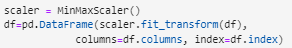 scaler = MinMaxScaler()
df=pd.DataFrame(scaler.fit_transform(df),
columns=df.columns, index=df.index)